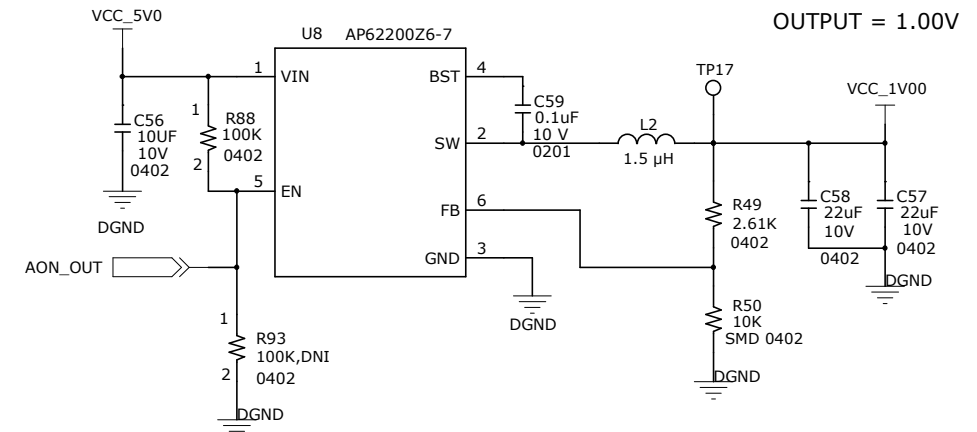 VCC_5V0
U8 AP62200Z6-7
OUTPUT = 1.00V
1
VIN
BST
4
C56
10UF
10V
0402
DGND
1
R88
100K
0402
2
C59
0.1uF
10 V
0201
SW
2
L2
1.5 µH
TP17
VCC_1V00
5
EN
FB
6
GND
3
DGND
R49
2.61K
0402
C58
22uF
10V
0402
C57
22uF
10V
0402
DGND
AON_OUT
1
R93
100K,DNI
0402
2
DGND
R50
10K
SMD 0402
DGND